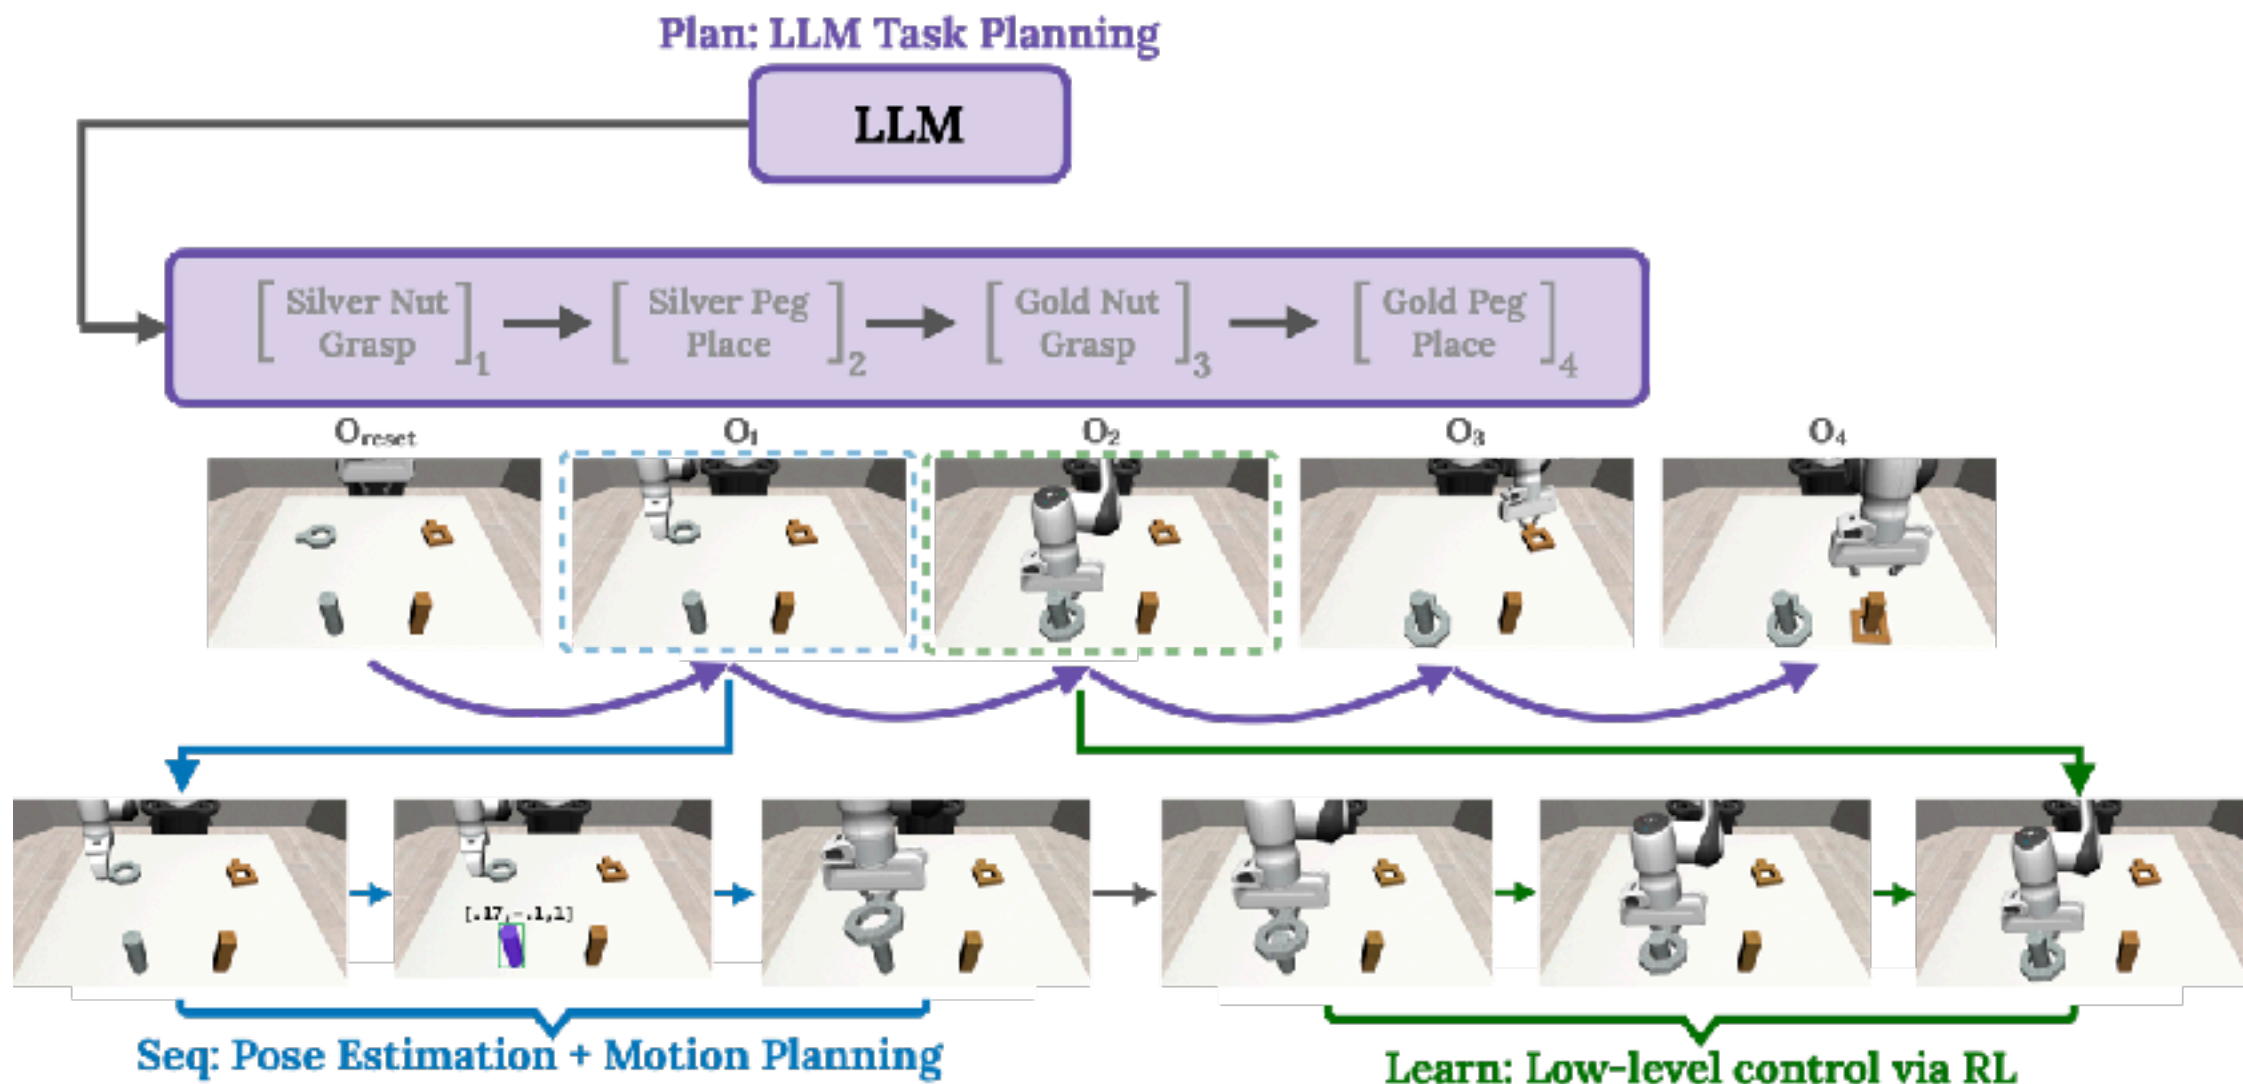 Plan: LLM Task Planning
LLM
[Silver Nut Grasp]₁ → [Silver Peg Place]₂ → [Gold Nut Grasp]₃ → [Gold Peg Place]₄
O_reset O₁ O₂ O₃ O₄
[.17,-.1,1]
Seq: Pose Estimation + Motion Planning
Learn: Low-level control via RL